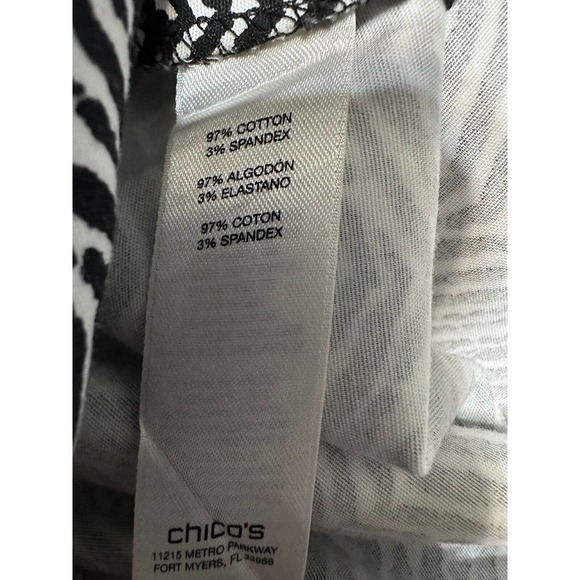 97% COTTON
3% SPANDEX
97% ALGODÓN
3% ELASTANO
97% COTON
3% SPANDEX
chico's
11215 METRO PARKWAY
FORT MYERS, FL 33966